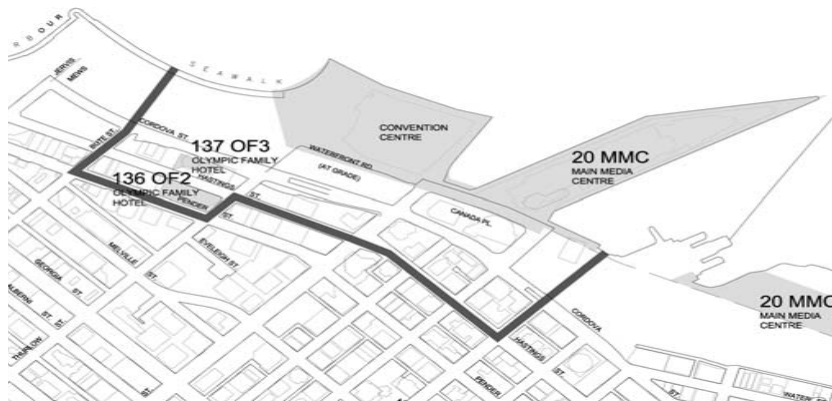 R B O U R
S E A W A L K
JERVIS
MEWS
BUTE ST.
CORDOVA ST.
137 OF3
OLYMPIC FAMILY
HOTEL
HASTINGS
ST.
136 OF2
OLYMPIC FAMILY
HOTEL
PENDER
ST.
CONVENTION
CENTRE
WATERFRONT RD.
(AT GRADE)
20 MMC
MAIN MEDIA
CENTRE
CANADA PL.
MELVILLE
ST.
EVELEIGH ST.
GEORGIA
ST.
ALBERNI
ST.
THURLOW
ST.
CORDOVA
ST.
HASTINGS
ST.
PENDER
ST.
20 MMC
MAIN MEDIA
CENTRE
WATER